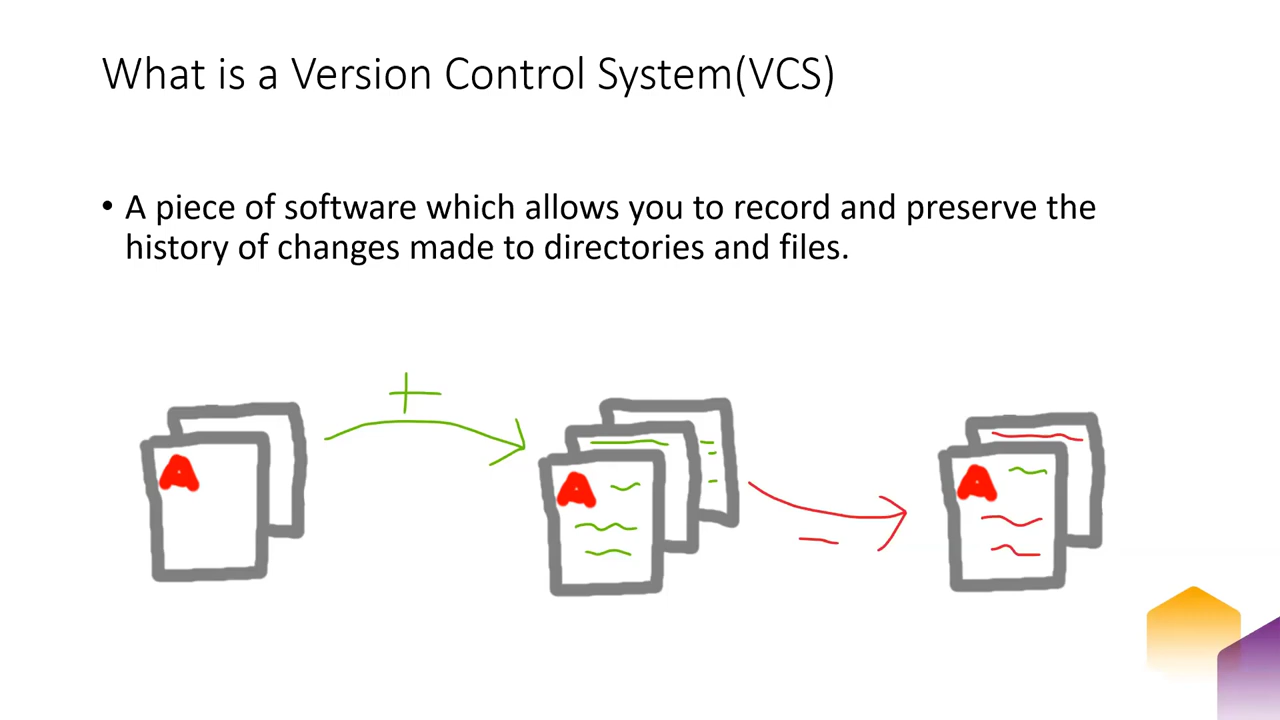 What is a Version Control System(VCS)
• A piece of software which allows you to record and preserve the
history of changes made to directories and files.
+
A
A
A
-